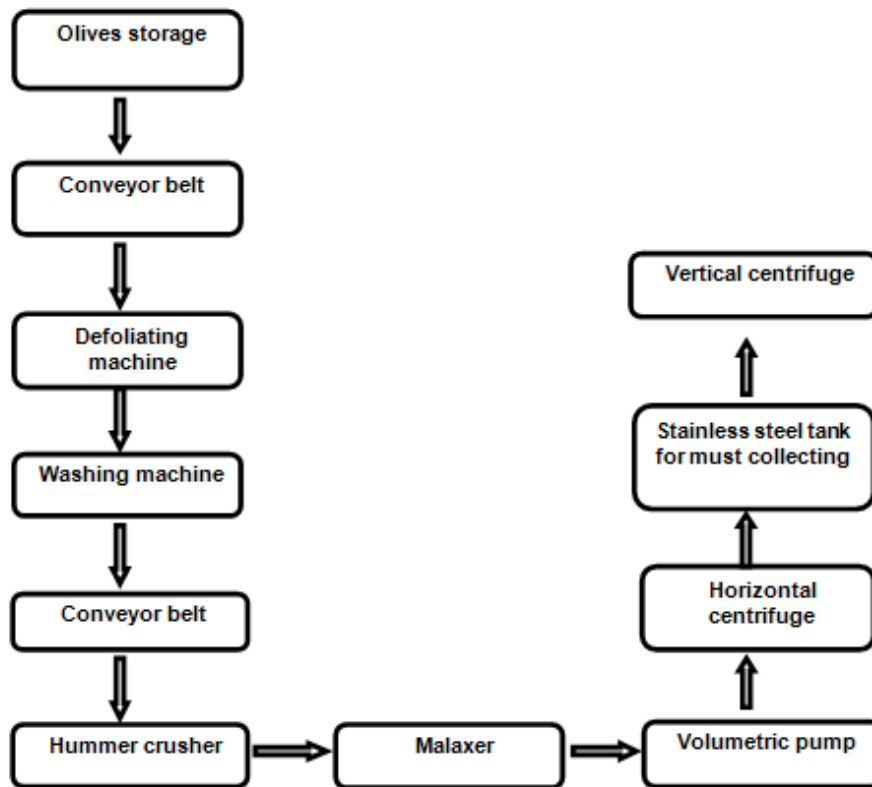 Olives storage
Conveyor belt
Defoliating
machine
Washing machine
Conveyor belt
Hummer crusher
Malaxer
Volumetric pump
Horizontal
centrifuge
Stainless steel tank
for must collecting
Vertical centrifuge